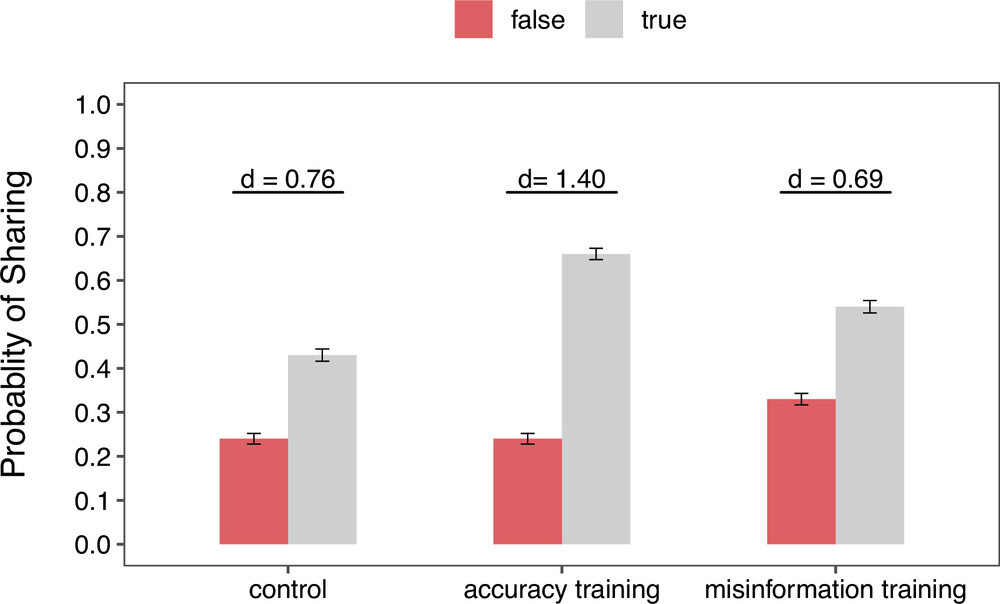 false true
Probablity of Sharing
1.0
0.9
0.8
0.7
0.6
0.5
0.4
0.3
0.2
0.1
0.0
d = 0.76 d= 1.40 d = 0.69
control accuracy training misinformation training